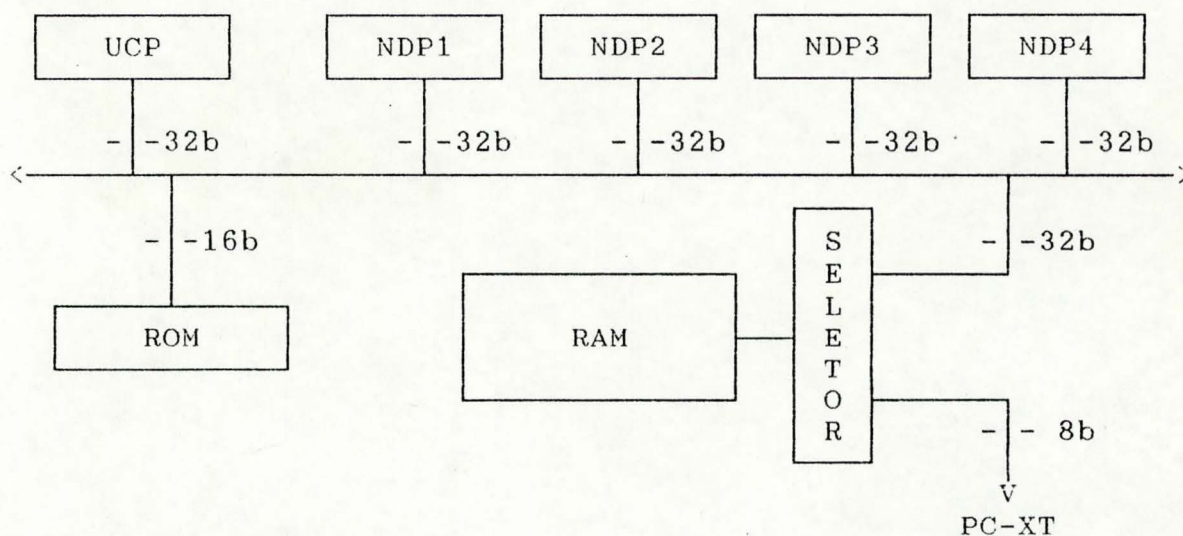 UCP NDP1 NDP2 NDP3 NDP4
- -32b - -32b - -32b - -32b - -32b
- -16b
- -32b
ROM
RAM
S
E
L
E
T
O
R
- - 8b
PC-XT